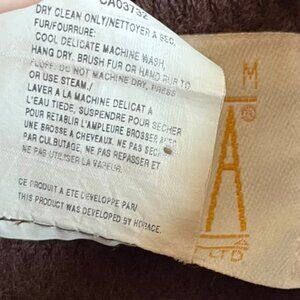 CA03732
DRY CLEAN ONLY/NETTOYER A SEC.
FUR/FOURRURE:
COOL DELICATE MACHINE WASH,
HANG DRY, BRUSH FUR OR HAND RUB TO
FLUFF. DO NOT MACHINE DRY, PRESS
OR USE STEAM./
LAVER A LA MACHINE DELICAT A
L'EAU TIEDE, SUSPENDRE POUR SECHER
POUR RETABLIR L'AMPLEURE BROSSER AVEC
UNE BROSSE A CHEVAUX. NE PAS SECHER
PAR CULBUTAGE, NE PAS REPASSER ET
NE PAS UTILISER LA VAPEUR.
CE PRODUIT A ETE DEVELOPPE PAR/
THIS PRODUCT WAS DEVELOPED BY HORACE.
M
A
®
LTD